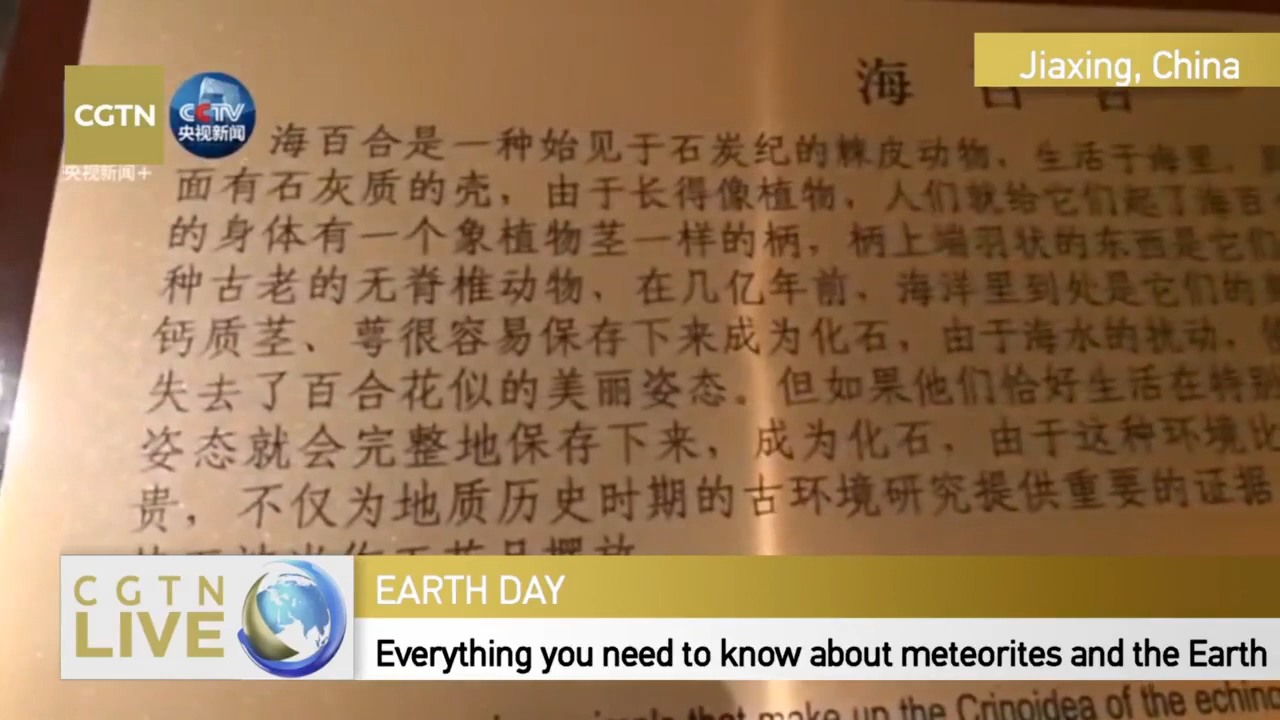 Jiaxing, China
CGTN
CCTV
央视新闻
央视新闻+
海百合
海百合是一种始见于石炭纪的棘皮动物，生活于海里，
面有石灰质的壳，由于长得像植物，人们就给它们起了海百
的身体有一个象植物茎一样的柄，柄上端羽状的东西是它们
种古老的无脊椎动物，在几亿年前，海洋里到处是它们的
钙质茎、萼很容易保存下来成为化石，由于海水的扰动，
失去了百合花似的美丽姿态。但如果他们恰好生活在特别
姿态就会完整地保存下来，成为化石，由于这种环境比
贵，不仅为地质历史时期的古环境研究提供重要的证据
CGTN
LIVE
EARTH DAY
Everything you need to know about meteorites and the Earth
that make up the Crinoidea of the echino